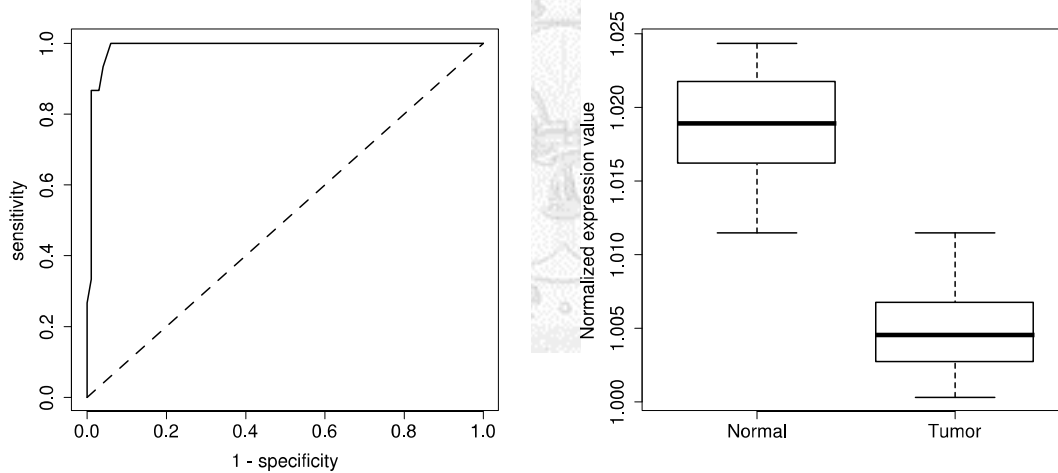 1.0
0.8
0.6
0.4
0.2
0.0
sensitivity
0.0 0.2 0.4 0.6 0.8 1.0
1 - specificity
1.025
1.020
1.015
1.010
1.005
1.000
Normalized expression value
Normal Tumor